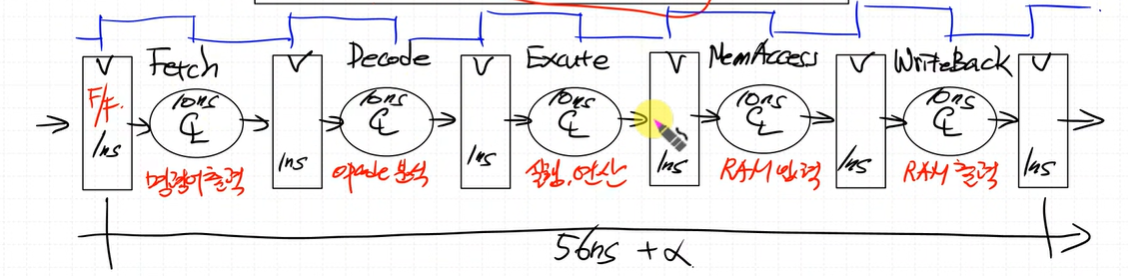 Fetch Decode Excute MemAccess WriteBack
V V V V V V
F/F.
10ns 10ns 10ns 10ns 10ns
CL CL CL CL CL
1ns 1ns 1ns 1ns 1ns 1ns
명령어출력 opcode 분석 실행, 연산 RAM 입력 RAM 출력
56ns + α